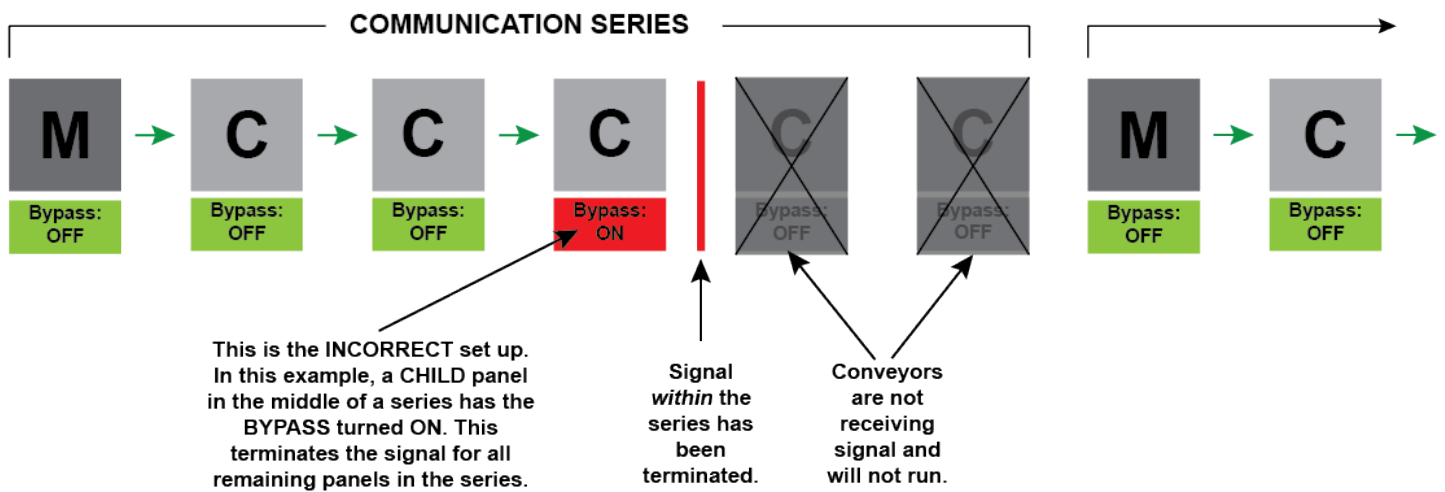 COMMUNICATION SERIES
M
C
C
C
C
C
M
C
Bypass:
OFF
Bypass:
OFF
Bypass:
OFF
Bypass:
ON
Bypass:
OFF
Bypass:
OFF
Bypass:
OFF
Bypass:
OFF
This is the INCORRECT set up.
In this example, a CHILD panel
in the middle of a series has the
BYPASS turned ON. This
terminates the signal for all
remaining panels in the series.
Signal
within the
series has
been
terminated.
Conveyors
are not
receiving
signal and
will not run.